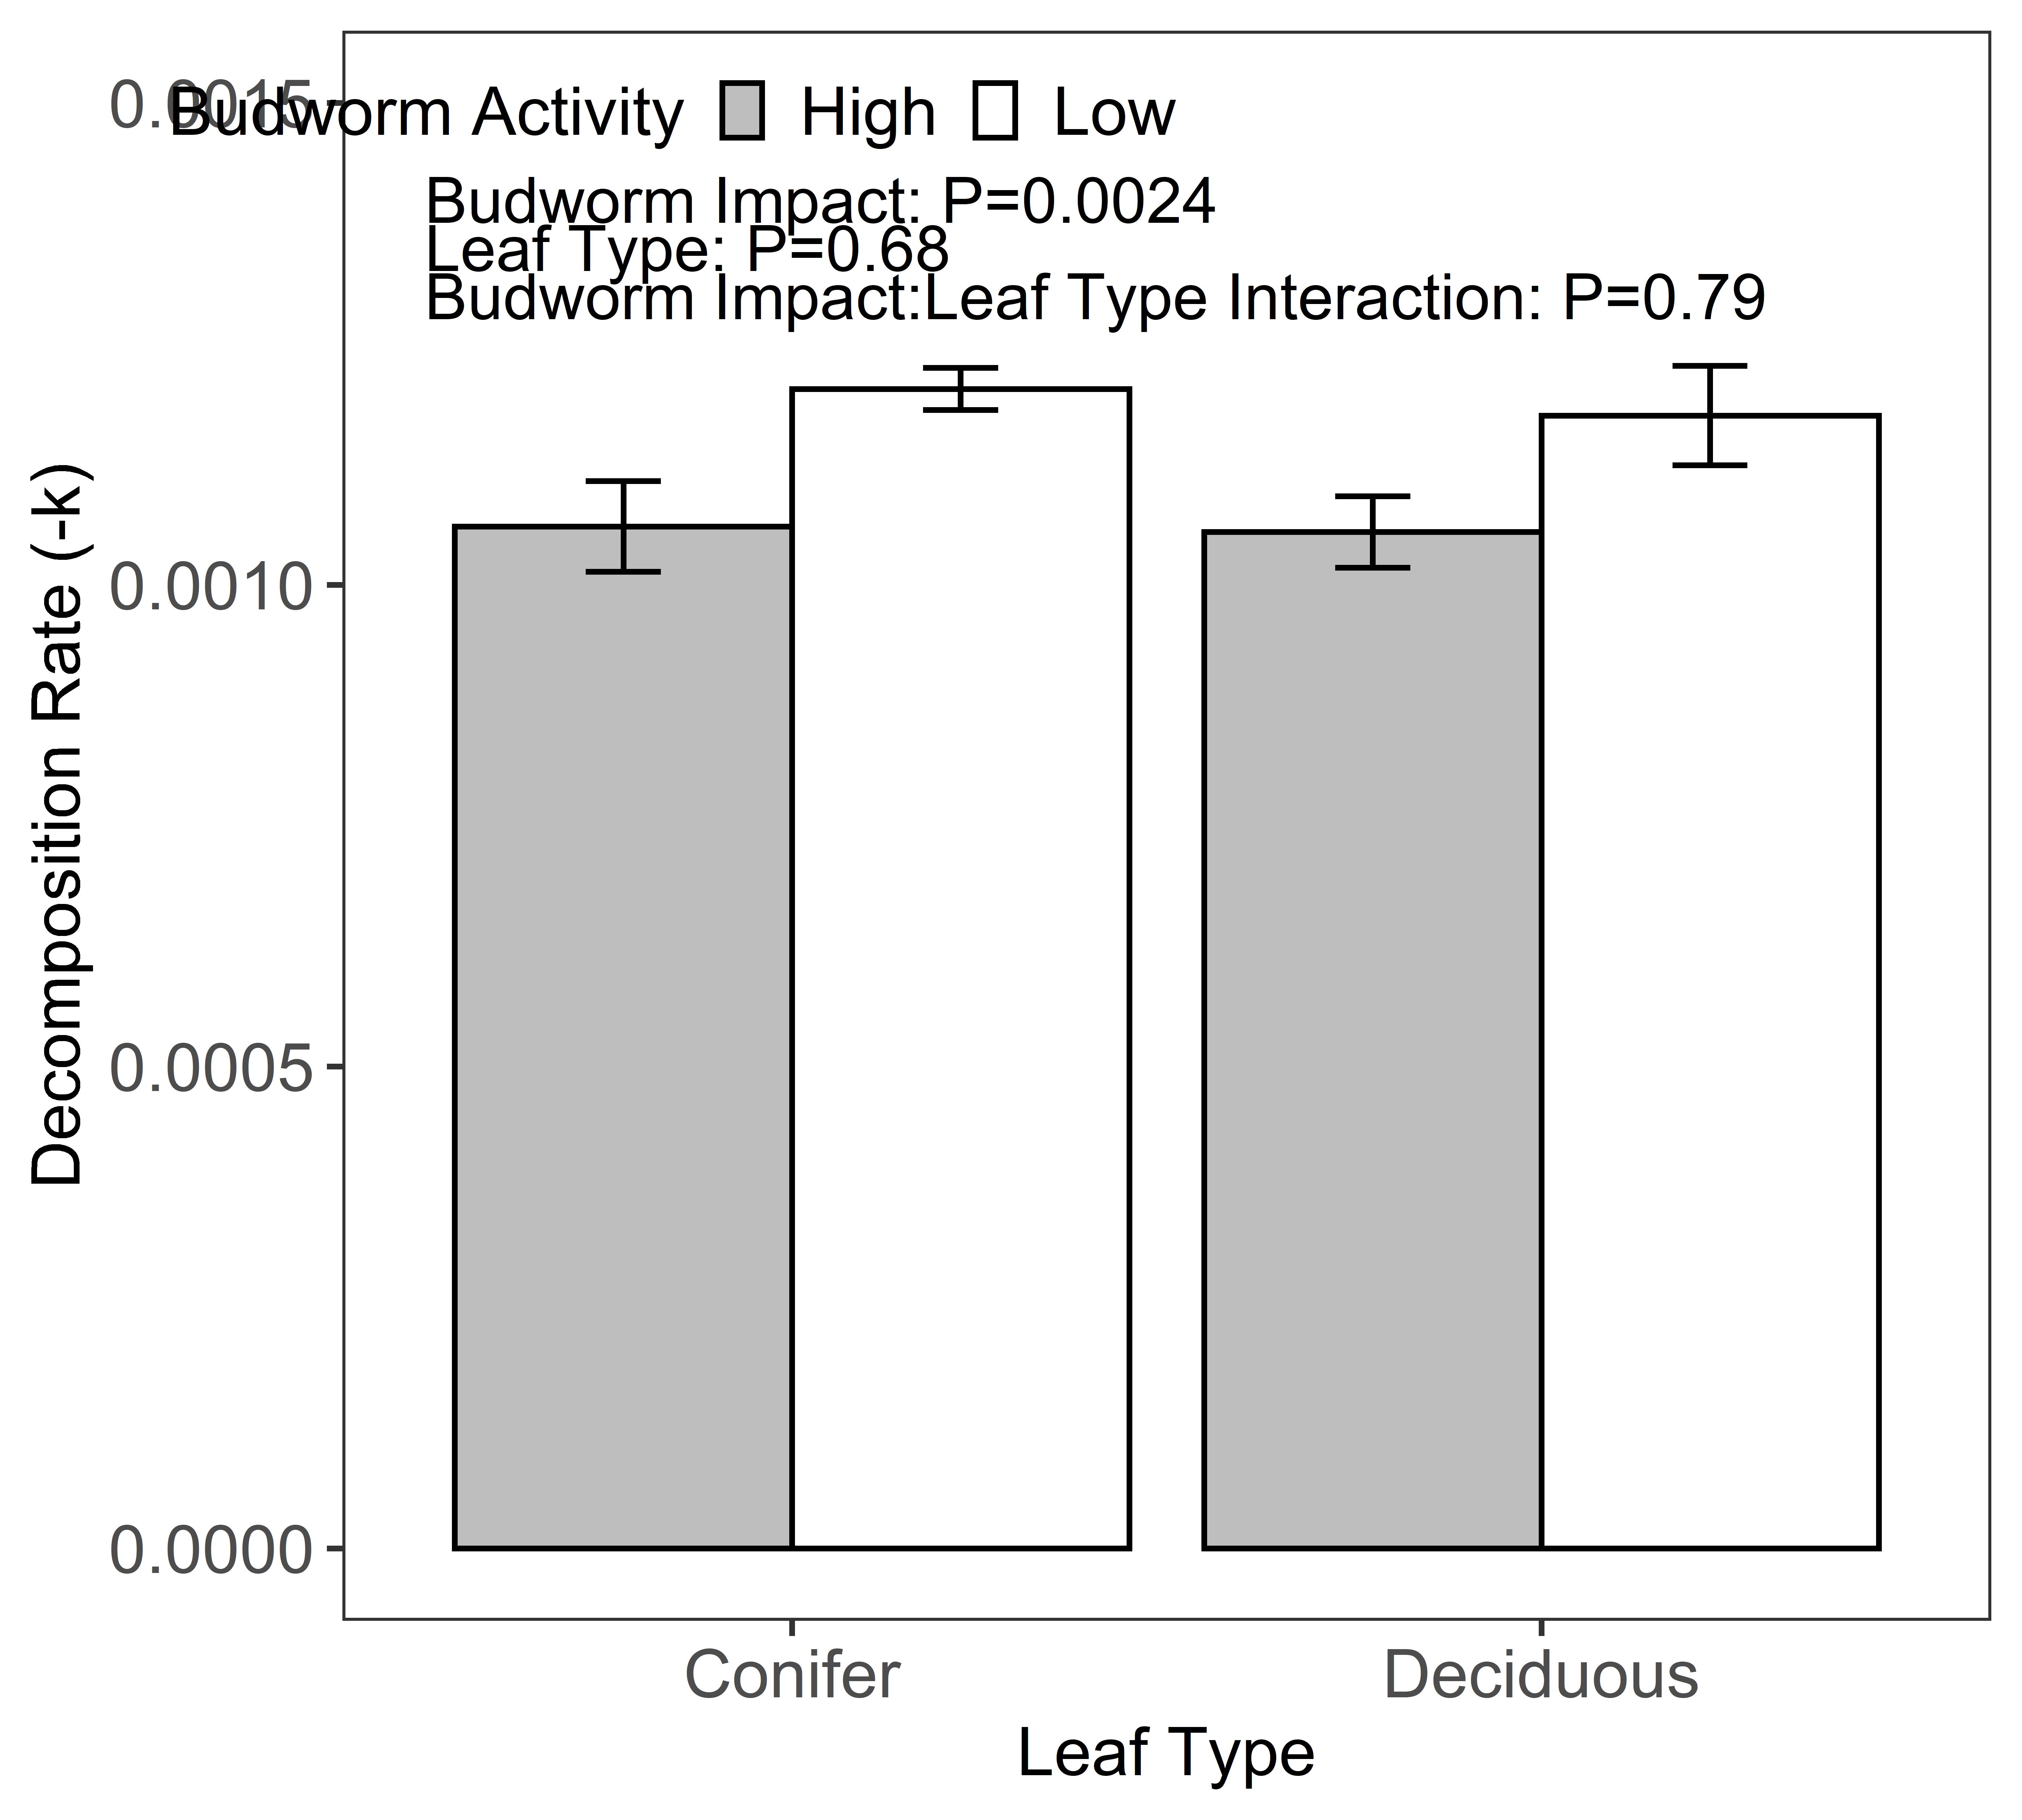 0.0015
Budworm Activity High Low
Budworm Impact: P=0.0024
Leaf Type: P=0.68
Budworm Impact:Leaf Type Interaction: P=0.79
Decomposition Rate (-k)
0.0010
0.0005
0.0000
Conifer Deciduous
Leaf Type